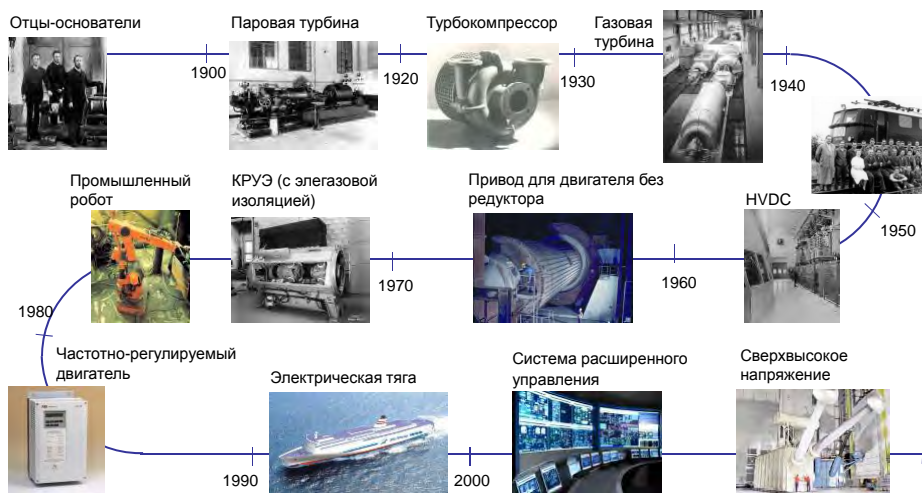 Отцы-основатели
Паровая турбина
Турбокомпрессор
Газовая
турбина
1900
1920
1930
1940
Промышленный
робот
КРУЭ (с элегазовой
изоляцией)
Привод для двигателя без
редуктора
HVDC
1950
1960
1970
1980
Частотно-регулируемый
двигатель
Электрическая тяга
Система расширенного
управления
Сверхвысокое
напряжение
1990
2000